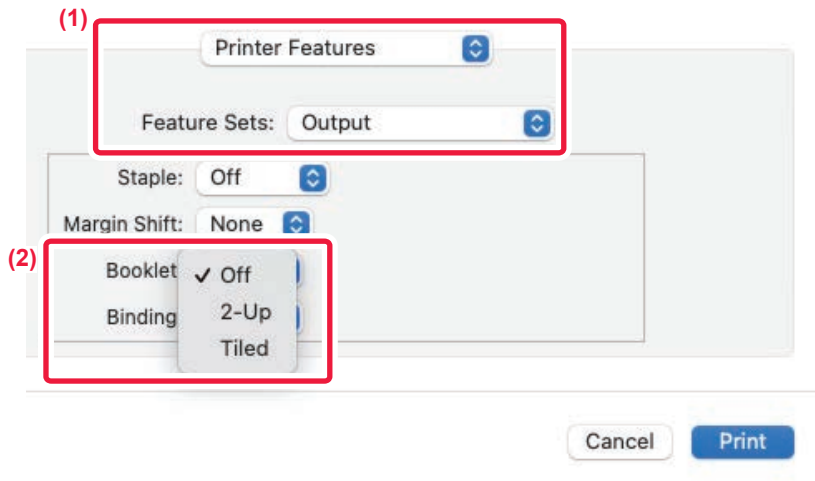 (1)
Printer Features
Feature Sets: Output
Staple: Off
Margin Shift: None
(2)
Booklet ✓ Off
Binding 2-Up
Tiled
Cancel Print